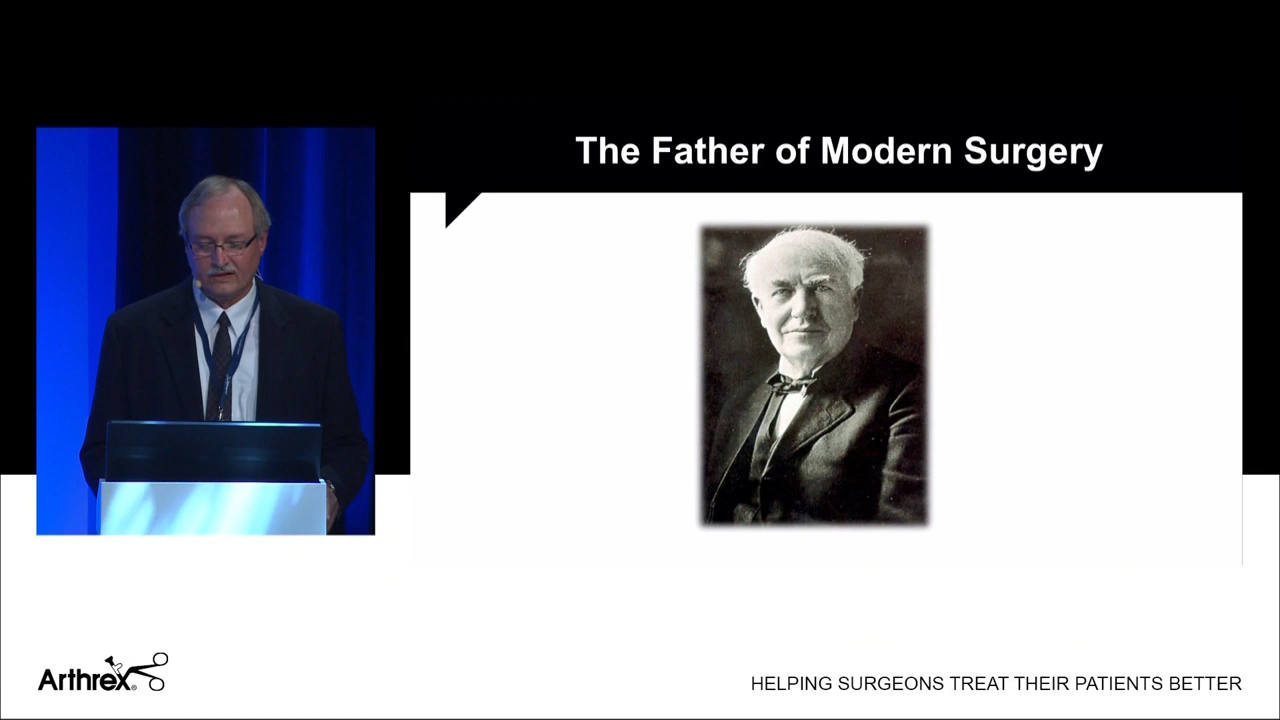 The Father of Modern Surgery
Arthrex®
HELPING SURGEONS TREAT THEIR PATIENTS BETTER